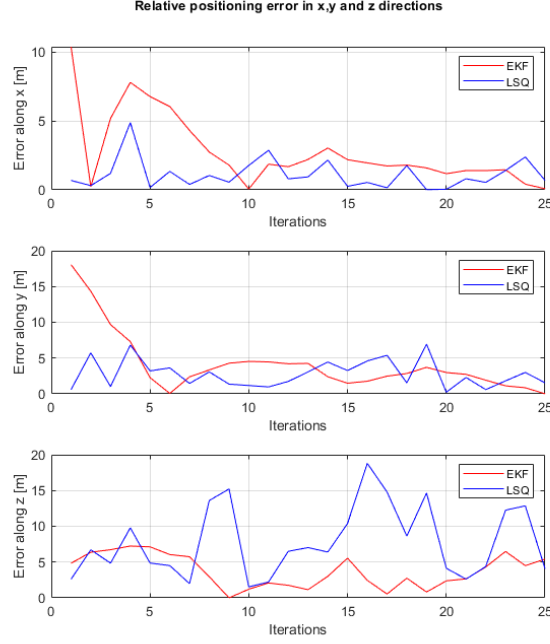 Relative positioning error in x,y and z directions
Error along x [m]
10
5
0
EKF
LSQ
0 5 10 15 20 25
Iterations
Error along y [m]
20
15
10
5
0
EKF
LSQ
0 5 10 15 20 25
Iterations
Error along z [m]
20
15
10
5
0
EKF
LSQ
0 5 10 15 20 25
Iterations